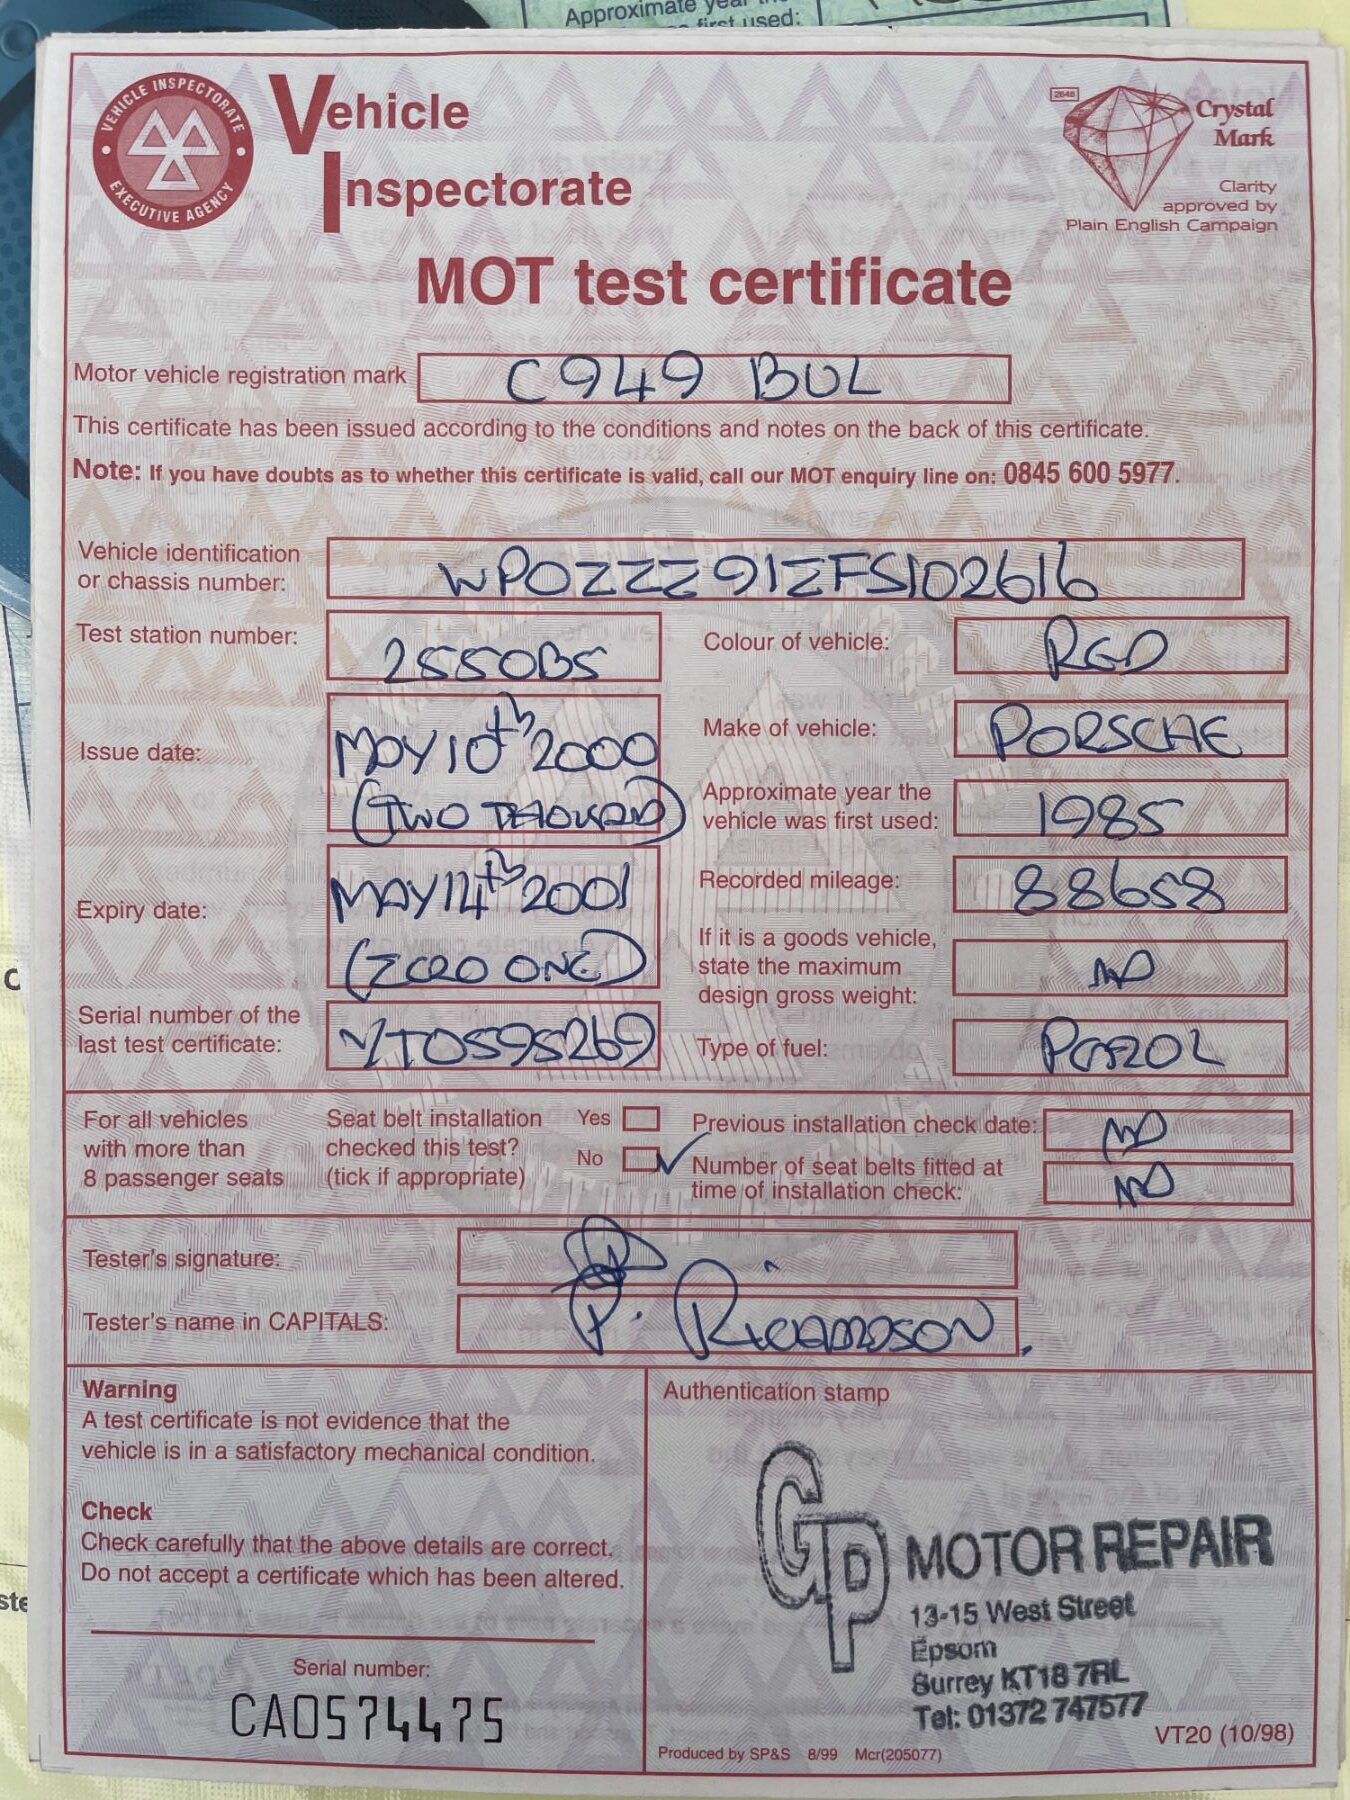 Approximate year the
first used:
VEHICLE INSPECTORATE
EXECUTIVE AGENCY
Vehicle
Inspectorate
2648
Crystal
Mark
Clarity
approved by
Plain English Campaign
MOT test certificate
Motor vehicle registration mark C949 BUL
This certificate has been issued according to the conditions and notes on the back of this certificate.
Note: If you have doubts as to whether this certificate is valid, call our MOT enquiry line on: 0845 600 5977.
Vehicle identification
or chassis number: WPOZZZ91ZFS102616
Test station number: 2550BS
Colour of vehicle: RED
Issue date: MAY 10th 2000
(TWO THOUSAND)
Make of vehicle: PORSCHE
Approximate year the
vehicle was first used: 1985
Expiry date: MAY 14th 2001
(ZERO ONE)
Recorded mileage: 88658
If it is a goods vehicle,
state the maximum
design gross weight:
Serial number of the
last test certificate: YT0595269
Type of fuel: PETROL
For all vehicles
with more than
8 passenger seats
Seat belt installation
checked this test?
(tick if appropriate)
Yes
No
Previous installation check date:
Number of seat belts fitted at
time of installation check:
Tester's signature:
Tester's name in CAPITALS: P. RICHARDSON.
Warning
A test certificate is not evidence that the
vehicle is in a satisfactory mechanical condition.
Check
Check carefully that the above details are correct.
Do not accept a certificate which has been altered.
Serial number:
CA0574475
Authentication stamp
GP MOTOR REPAIR
13-15 West Street
Epsom
Surrey KT18 7RL
Tel: 01372 747577
Produced by SP&S 8/99 Mcr(205077)
VT20 (10/98)